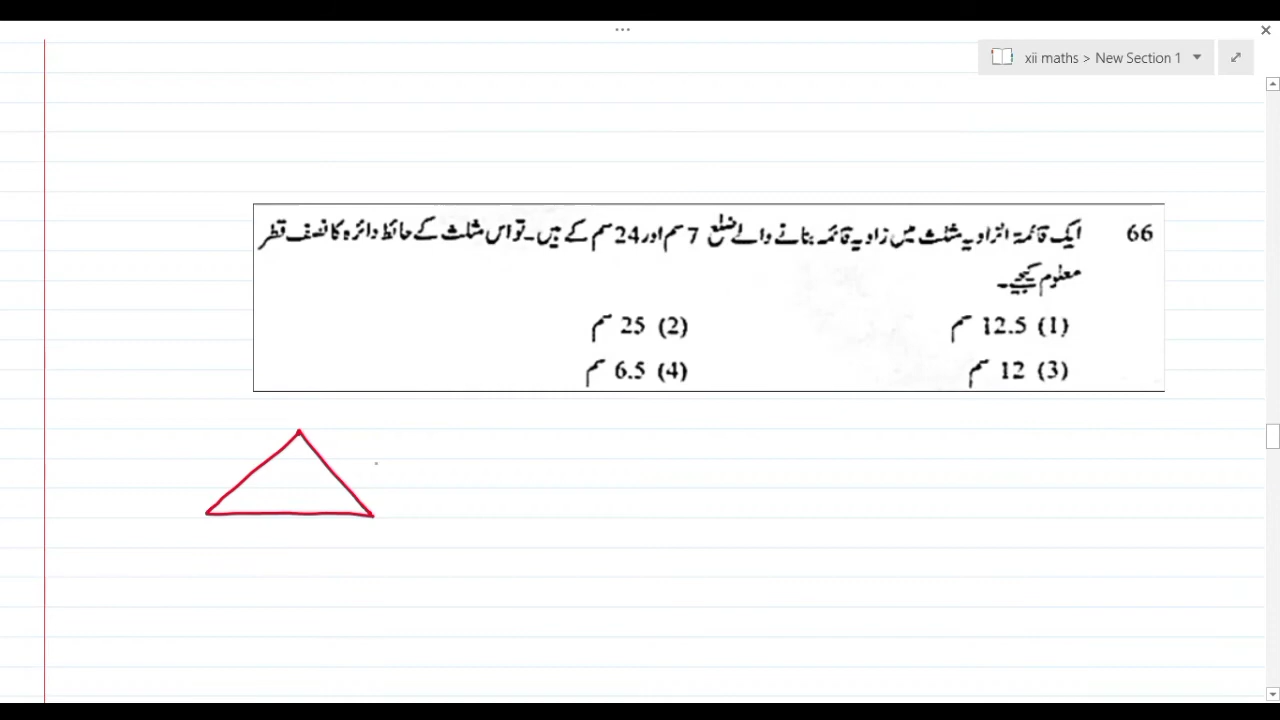 xii maths > New Section 1
66 ایک قائمۃ الزاویہ مثلث میں زاویہ قائمہ بنانے والے ضلع 7 سم اور 24 سم کے ہیں۔ تو اس مثلث کے حائط دائرہ کا نصف قطر
معلوم کیجیے۔
(1) 12.5 سم (2) 25 سم
(3) 12 سم (4) 6.5 سم